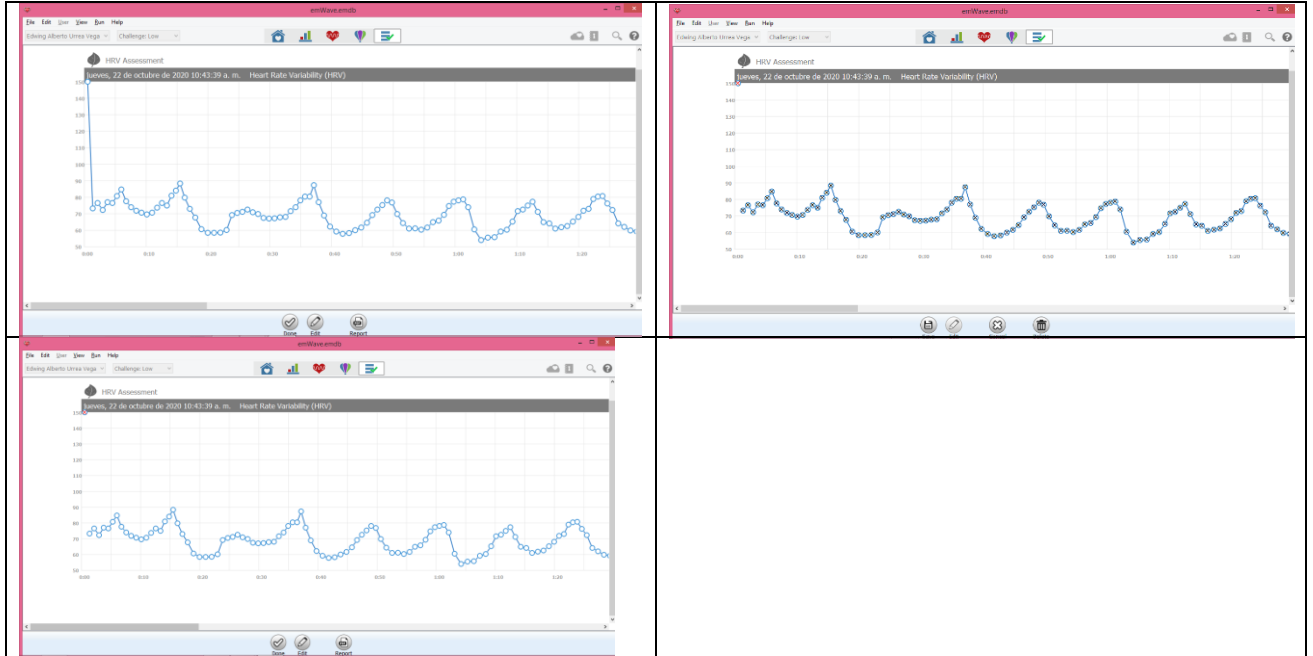 emWave.emdb
File Edit User View Run Help
Edwing Alberto Urrea Vega Challenge: Low
HRV Assessment
jueves, 22 de octubre de 2020 10:43:39 a. m. Heart Rate Variability (HRV)
150
140
130
120
110
100
90
80
70
60
50
0:00 0:10 0:20 0:30 0:40 0:50 1:00 1:10 1:20
Done Edit Report
emWave.emdb
File Edit User View Run Help
Edwing Alberto Urrea Vega Challenge: Low
HRV Assessment
jueves, 22 de octubre de 2020 10:43:39 a. m. Heart Rate Variability (HRV)
150
140
130
120
110
100
90
80
70
60
50
0:00 0:10 0:20 0:30 0:40 0:50 1:00 1:10 1:20
emWave.emdb
File Edit User View Run Help
Edwing Alberto Urrea Vega Challenge: Low
HRV Assessment
jueves, 22 de octubre de 2020 10:43:39 a. m. Heart Rate Variability (HRV)
150
140
130
120
110
100
90
80
70
60
50
0:00 0:10 0:20 0:30 0:40 0:50 1:00 1:10 1:20
Done Edit Report